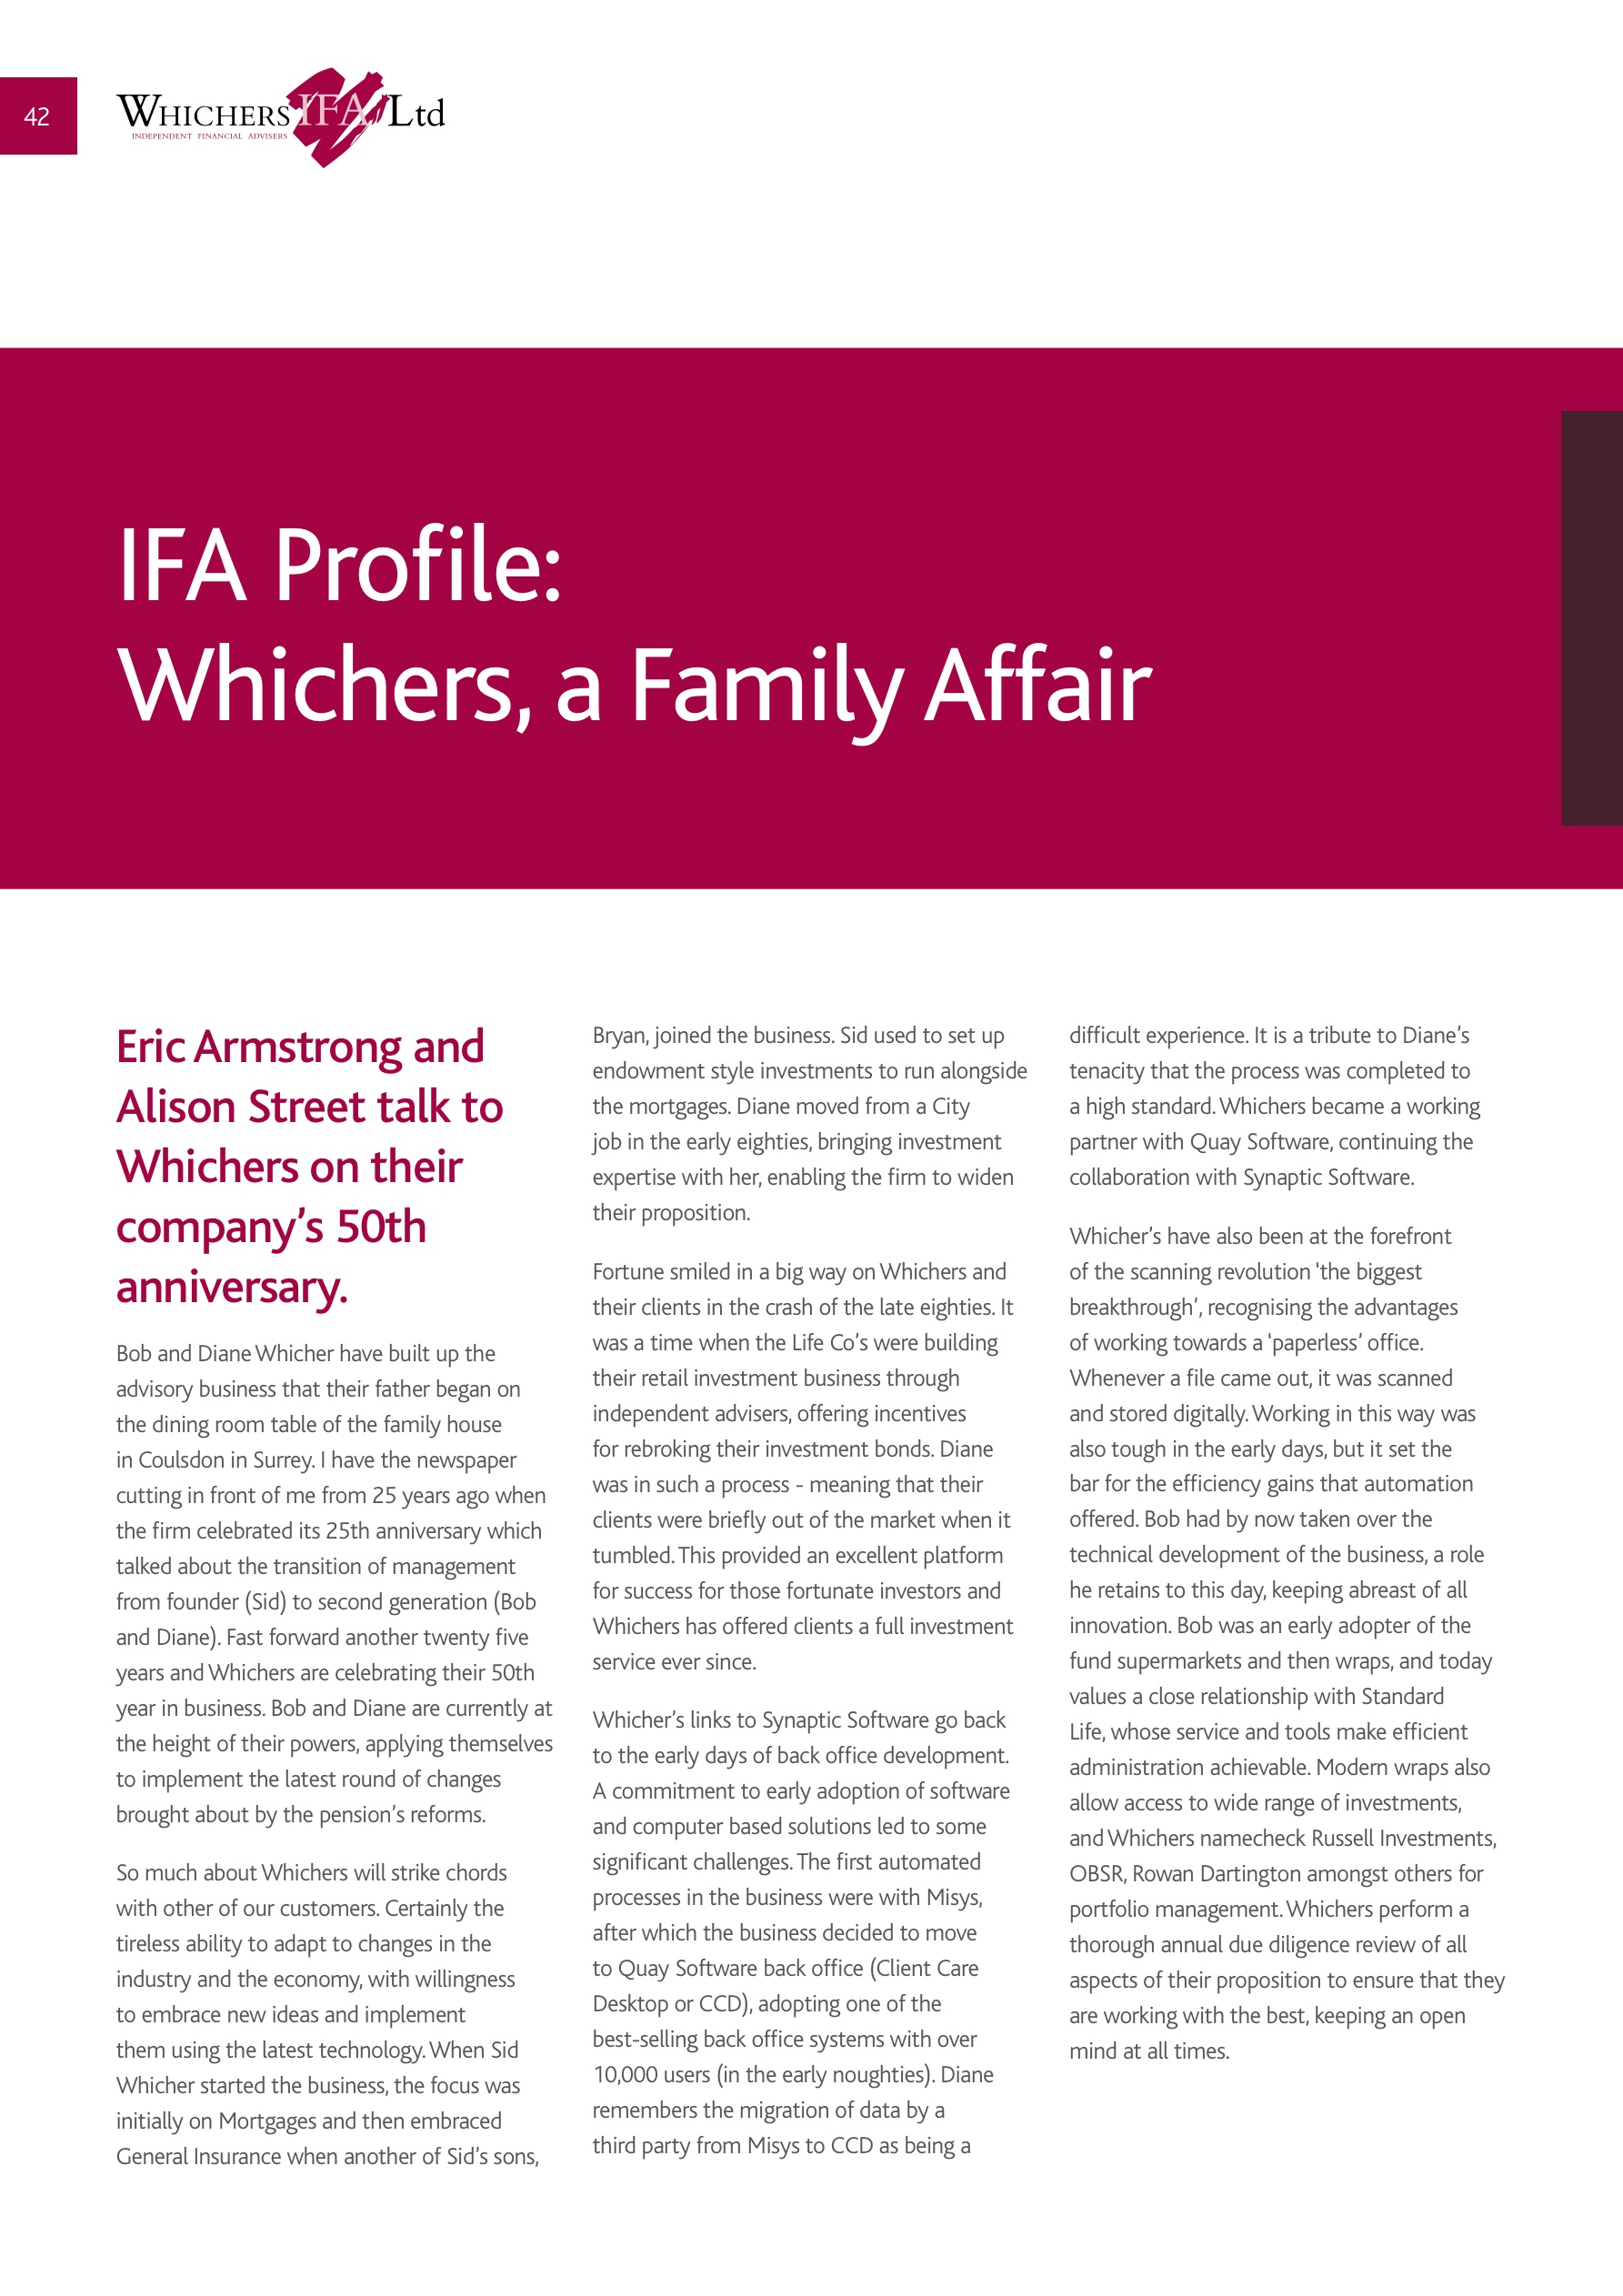 42
WHICHERS IFA Ltd
INDEPENDENT FINANCIAL ADVISERS
IFA Profile:
Whichers, a Family Affair
Eric Armstrong and
Alison Street talk to
Whichers on their
company’s 50th
anniversary.
Bob and Diane Whicher have built up the
advisory business that their father began on
the dining room table of the family house
in Coulsdon in Surrey. I have the newspaper
cutting in front of me from 25 years ago when
the firm celebrated its 25th anniversary which
talked about the transition of management
from founder (Sid) to second generation (Bob
and Diane). Fast forward another twenty five
years and Whichers are celebrating their 50th
year in business. Bob and Diane are currently at
the height of their powers, applying themselves
to implement the latest round of changes
brought about by the pension’s reforms.
So much about Whichers will strike chords
with other of our customers. Certainly the
tireless ability to adapt to changes in the
industry and the economy, with willingness
to embrace new ideas and implement
them using the latest technology. When Sid
Whicher started the business, the focus was
initially on Mortgages and then embraced
General Insurance when another of Sid’s sons,
Bryan, joined the business. Sid used to set up
endowment style investments to run alongside
the mortgages. Diane moved from a City
job in the early eighties, bringing investment
expertise with her, enabling the firm to widen
their proposition.
Fortune smiled in a big way on Whichers and
their clients in the crash of the late eighties. It
was a time when the Life Co’s were building
their retail investment business through
independent advisers, offering incentives
for rebroking their investment bonds. Diane
was in such a process - meaning that their
clients were briefly out of the market when it
tumbled. This provided an excellent platform
for success for those fortunate investors and
Whichers has offered clients a full investment
service ever since.
Whicher’s links to Synaptic Software go back
to the early days of back office development.
A commitment to early adoption of software
and computer based solutions led to some
significant challenges. The first automated
processes in the business were with Misys,
after which the business decided to move
to Quay Software back office (Client Care
Desktop or CCD), adopting one of the
best-selling back office systems with over
10,000 users (in the early noughties). Diane
remembers the migration of data by a
third party from Misys to CCD as being a
difficult experience. It is a tribute to Diane’s
tenacity that the process was completed to
a high standard. Whichers became a working
partner with Quay Software, continuing the
collaboration with Synaptic Software.
Whicher’s have also been at the forefront
of the scanning revolution ‘the biggest
breakthrough’, recognising the advantages
of working towards a ‘paperless’ office.
Whenever a file came out, it was scanned
and stored digitally. Working in this way was
also tough in the early days, but it set the
bar for the efficiency gains that automation
offered. Bob had by now taken over the
technical development of the business, a role
he retains to this day, keeping abreast of all
innovation. Bob was an early adopter of the
fund supermarkets and then wraps, and today
values a close relationship with Standard
Life, whose service and tools make efficient
administration achievable. Modern wraps also
allow access to wide range of investments,
and Whichers namecheck Russell Investments,
OBSR, Rowan Dartington amongst others for
portfolio management. Whichers perform a
thorough annual due diligence review of all
aspects of their proposition to ensure that they
are working with the best, keeping an open
mind at all times.